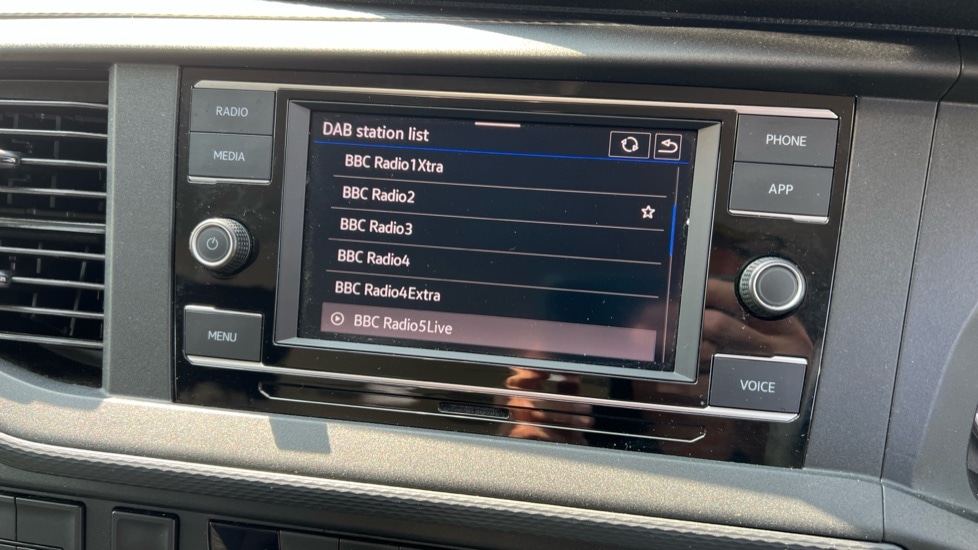 RADIO
MEDIA
MENU
DAB station list
BBC Radio1Xtra
BBC Radio2
BBC Radio3
BBC Radio4
BBC Radio4Extra
BBC Radio5Live
PHONE
APP
VOICE